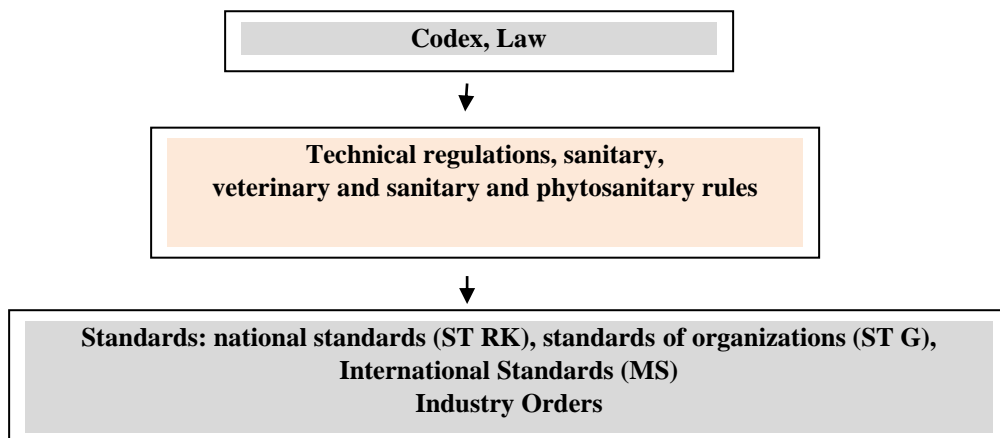 Codex, Law
Technical regulations, sanitary,
veterinary and sanitary and phytosanitary rules
Standards: national standards (ST RK), standards of organizations (ST G),
International Standards (MS)
Industry Orders